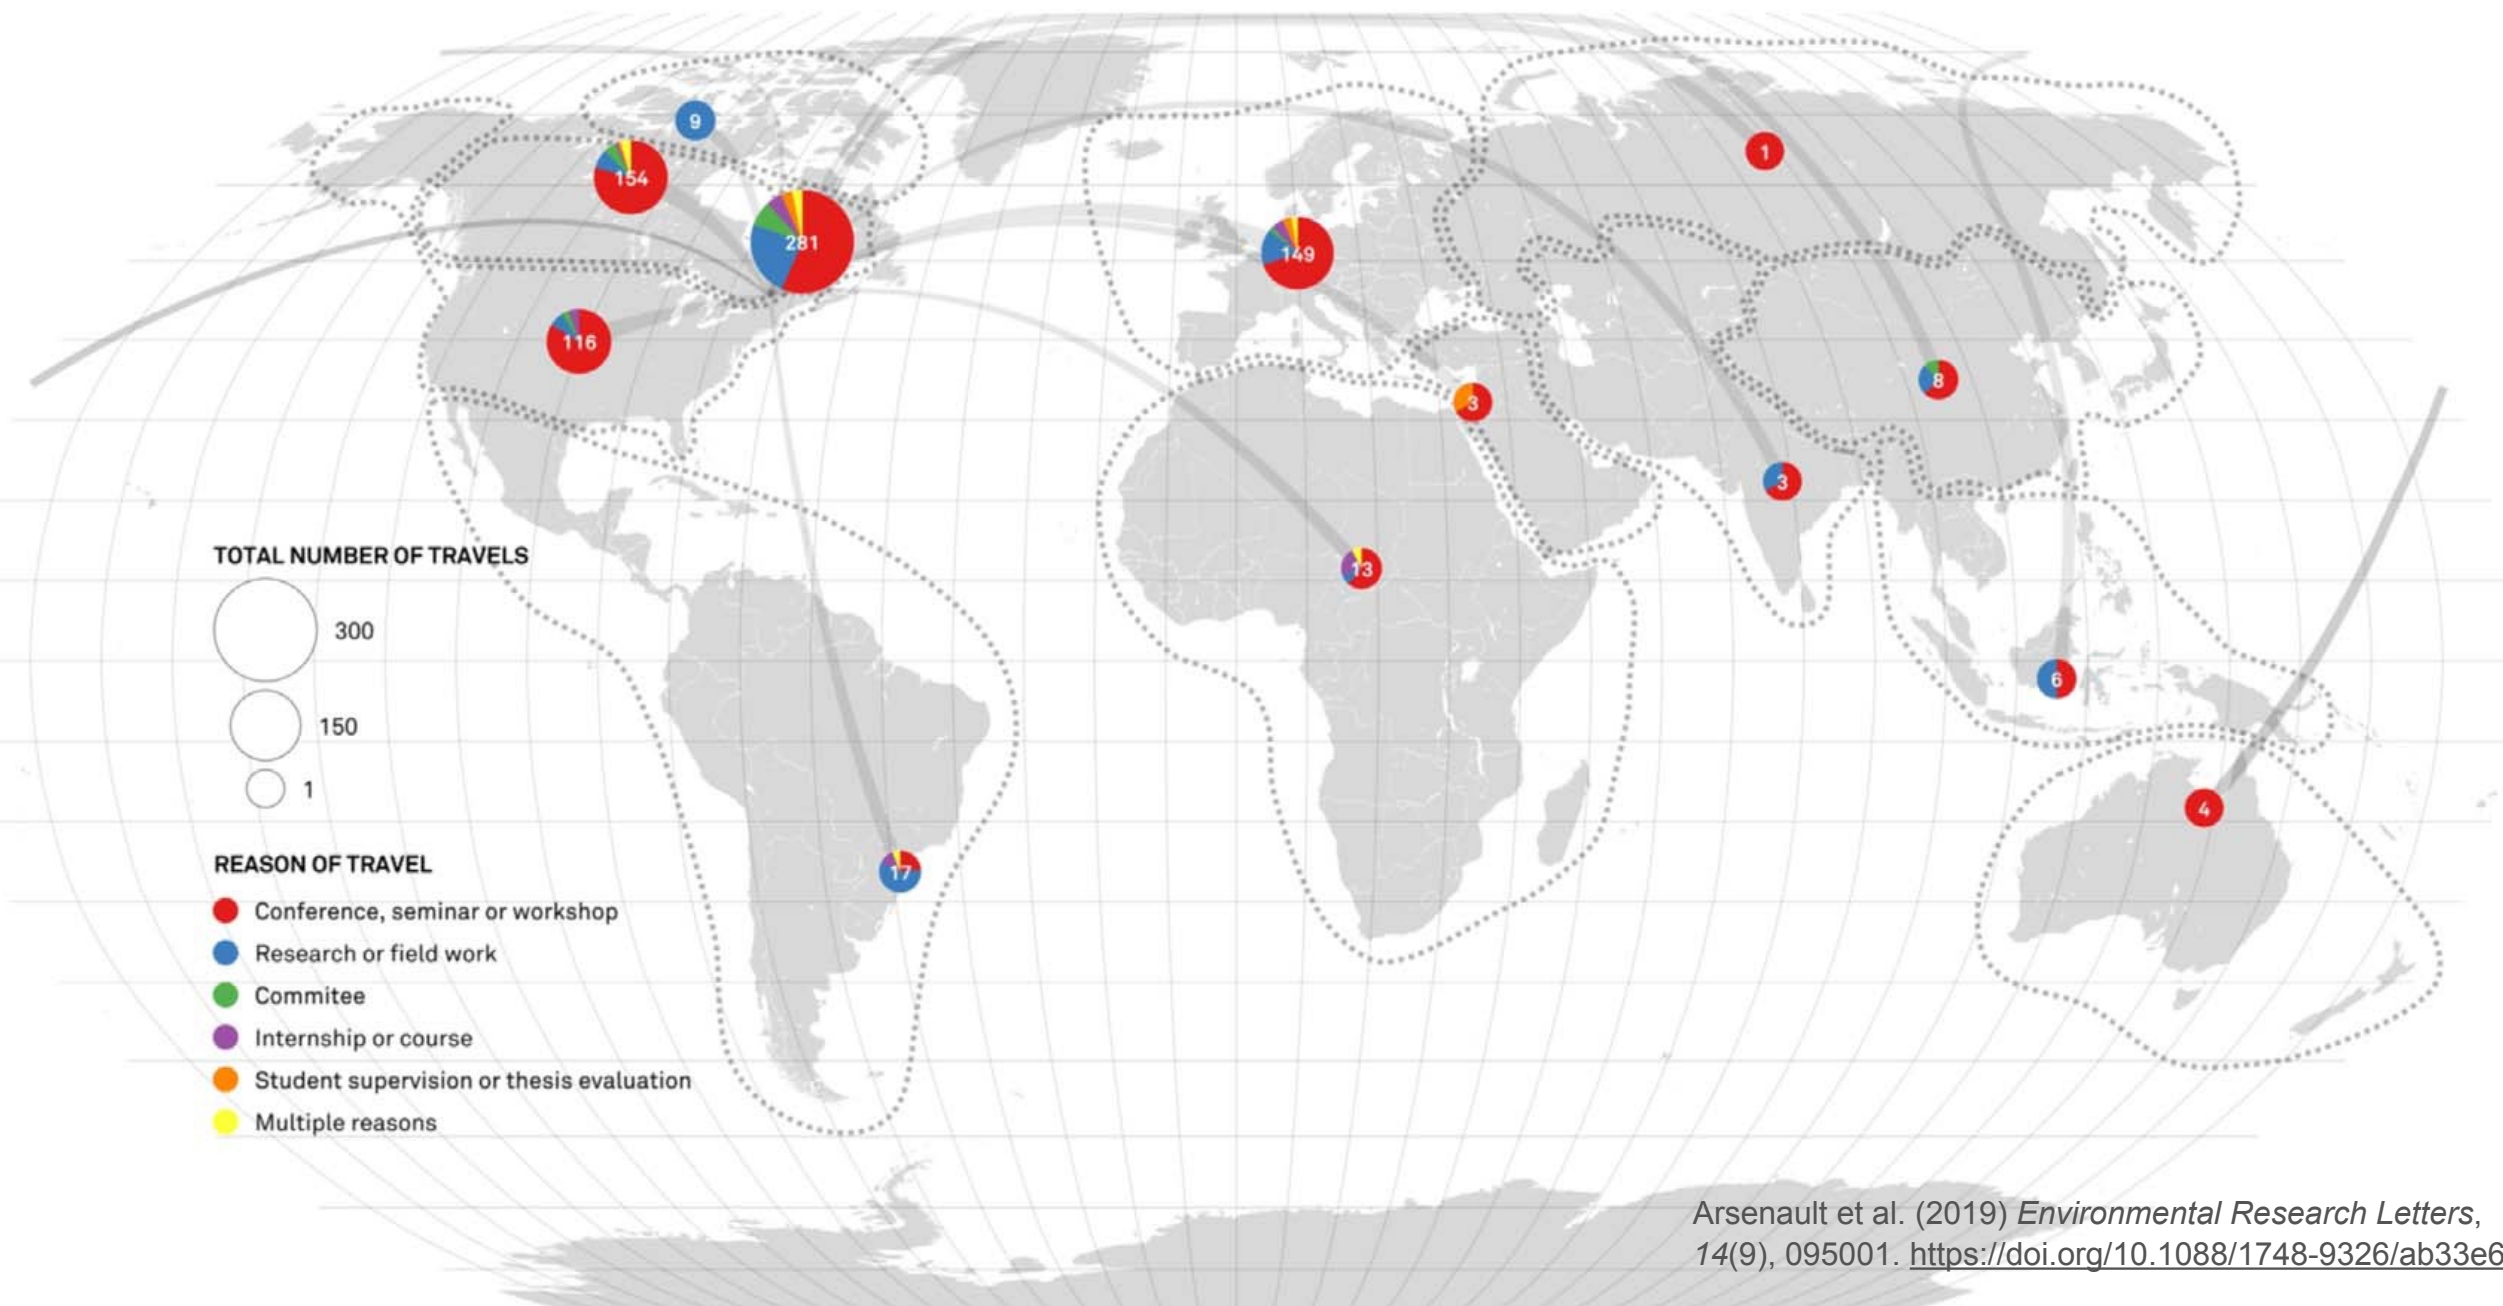 9
154
1
281
149
116
8
3
3
TOTAL NUMBER OF TRAVELS
13
300
6
150
1
4
REASON OF TRAVEL
17
Conference, seminar or workshop
Research or field work
Commitee
Internship or course
Student supervision or thesis evaluation
Multiple reasons
Arsenault et al. (2019) Environmental Research Letters,
14(9), 095001. https://doi.org/10.1088/1748-9326/ab33e6